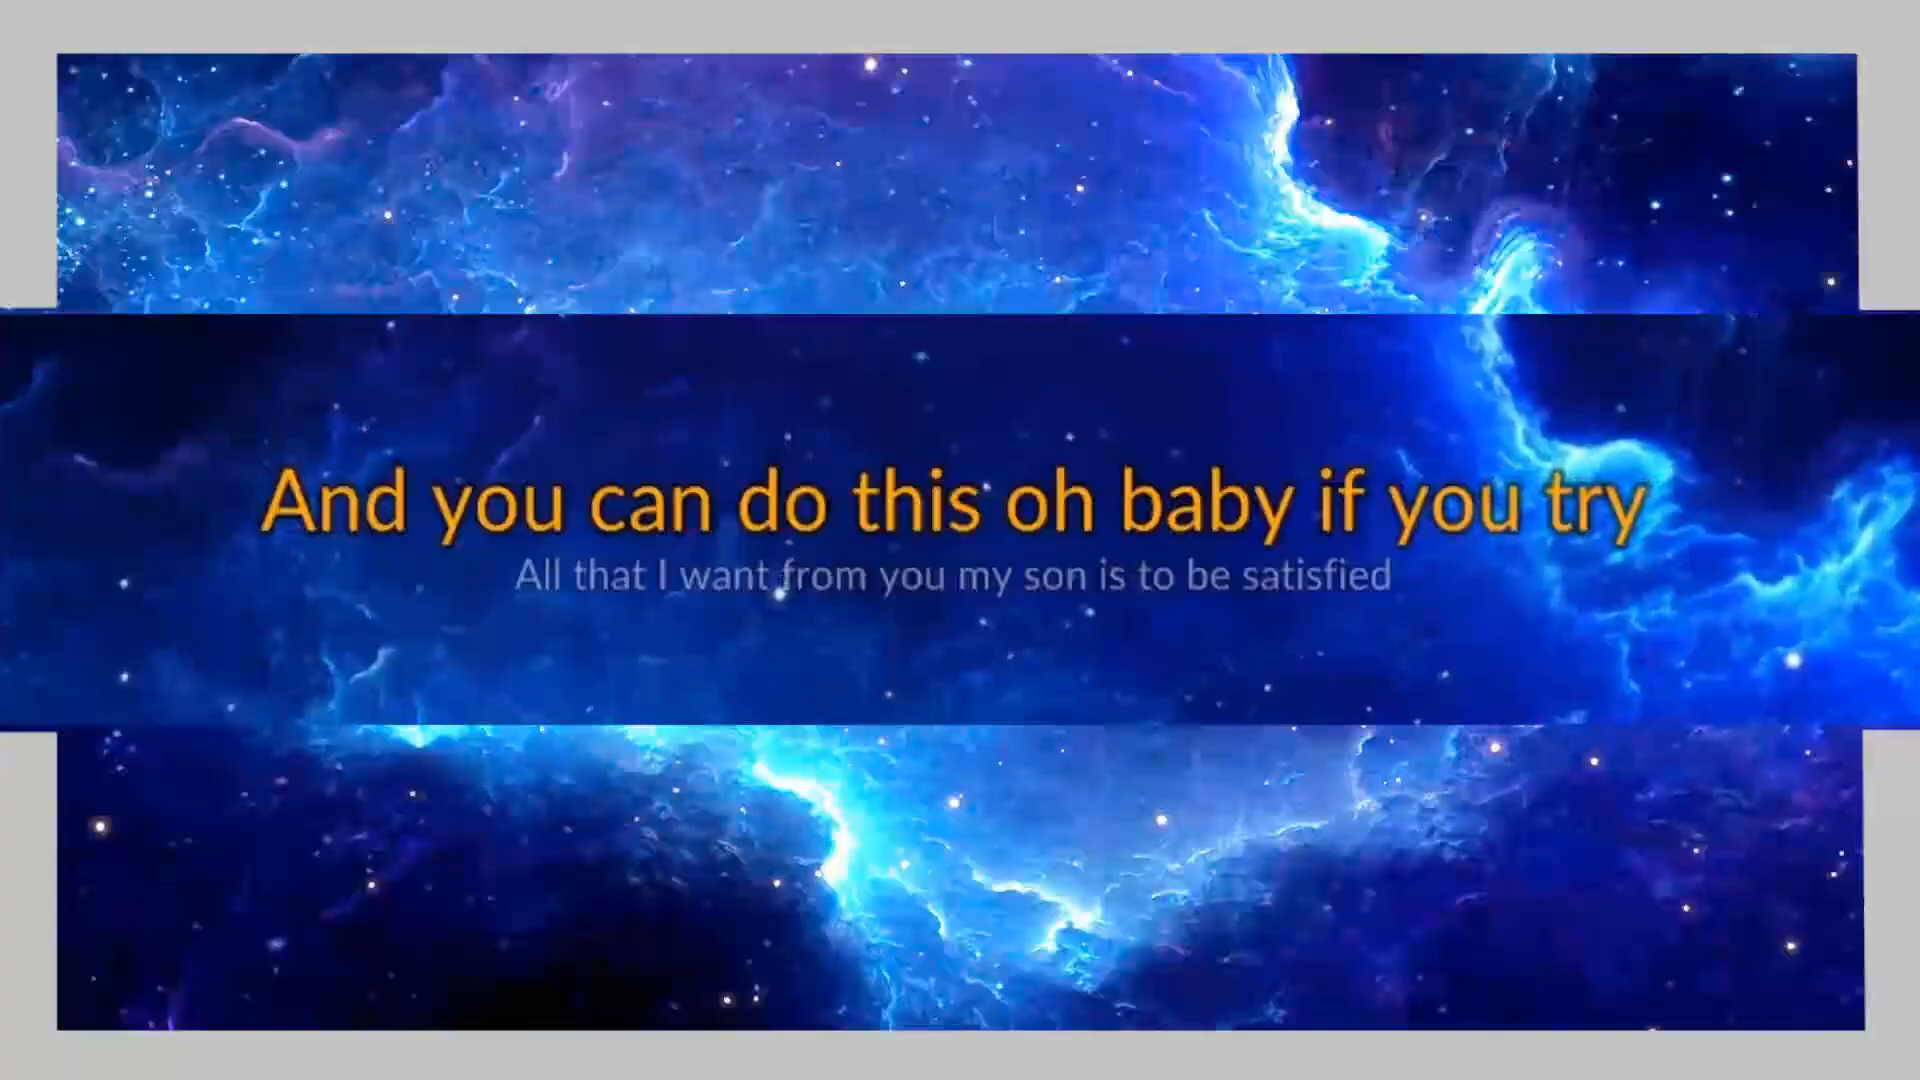 And you can do this oh baby if you try
All that I want from you my son is to be satisfied